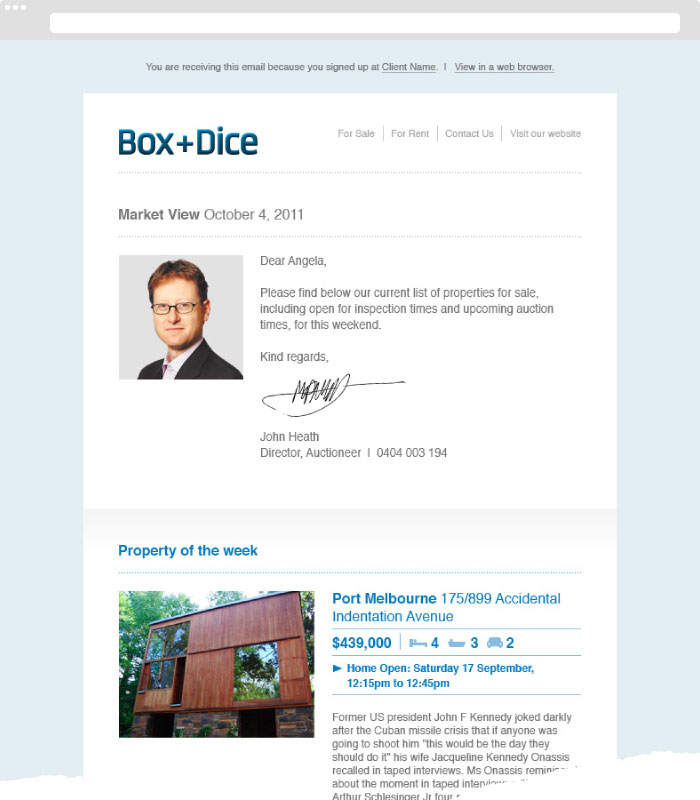 You are receiving this email because you signed up at Client Name. | View in a web browser.
Box+Dice
For Sale | For Rent | Contact Us | Visit our website
Market View October 4, 2011
Dear Angela,
Please find below our current list of properties for sale,
including open for inspection times and upcoming auction
times, for this weekend.
Kind regards,
John Heath
Director, Auctioneer | 0404 003 194
Property of the week
Port Melbourne 175/899 Accidental
Indentation Avenue
$439,000 | 4 3 2
► Home Open: Saturday 17 September,
12:15pm to 12:45pm
Former US president John F Kennedy joked darkly
after the Cuban missile crisis that if anyone was
going to shoot him "this would be the day they
should do it" his wife Jacqueline Kennedy Onassis
recalled in taped interviews. Ms Onassis
about the moment in taped
Arthur Schlesinger Jr four